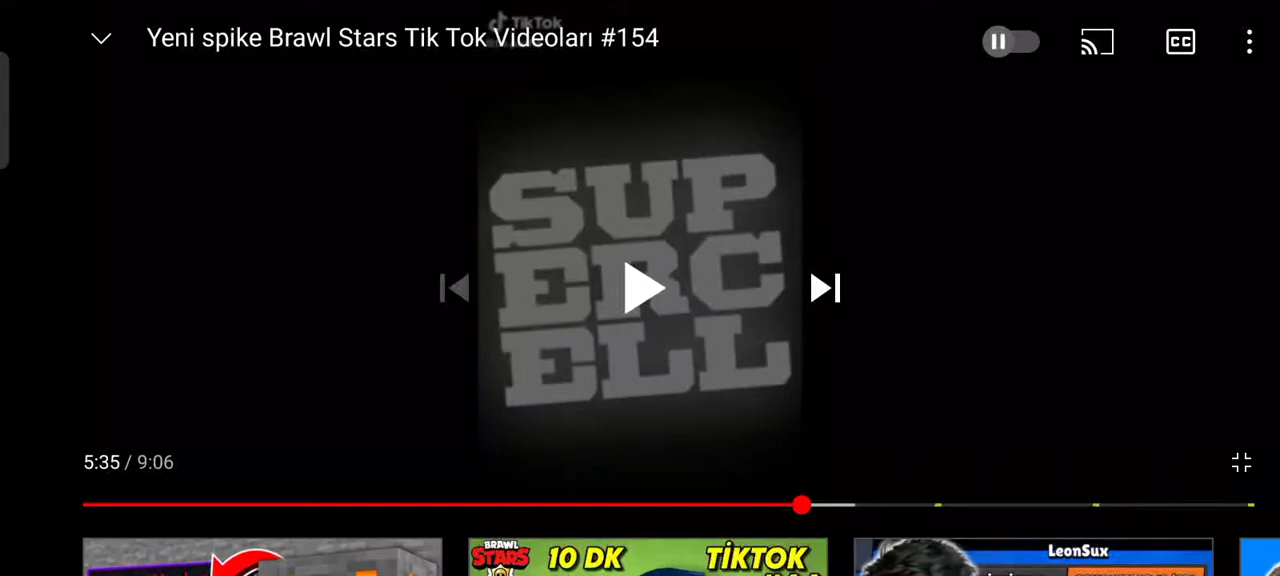 TikTok
Yeni spike Brawl Stars Tik Tok Videoları #154
CC
SUP
ERC
ELL
5:35 / 9:06
BRAWL
STARS
10 DK
TİKTOK
LeonSux